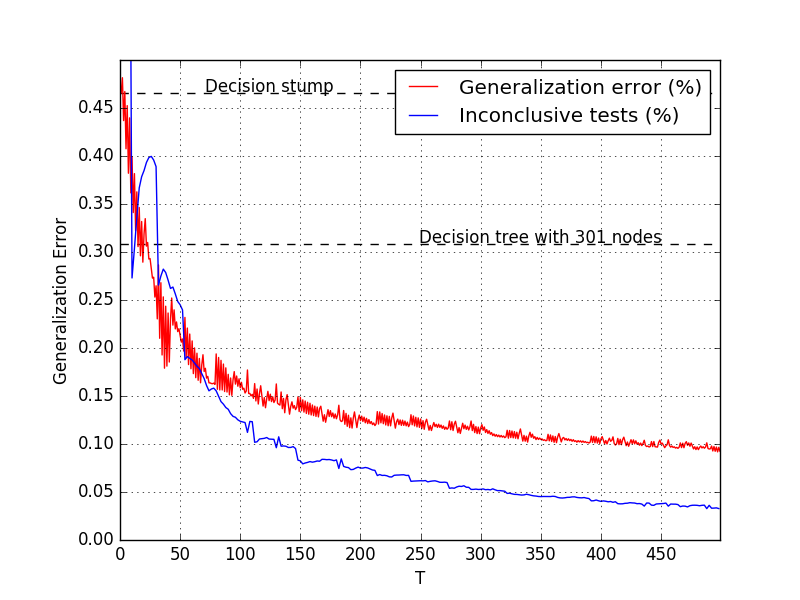 Decision stump
Generalization error (%)
Inconclusive tests (%)
Decision tree with 301 nodes
Generalization Error
0.45
0.40
0.35
0.30
0.25
0.20
0.15
0.10
0.05
0.00
0 50 100 150 200 250 300 350 400 450
T